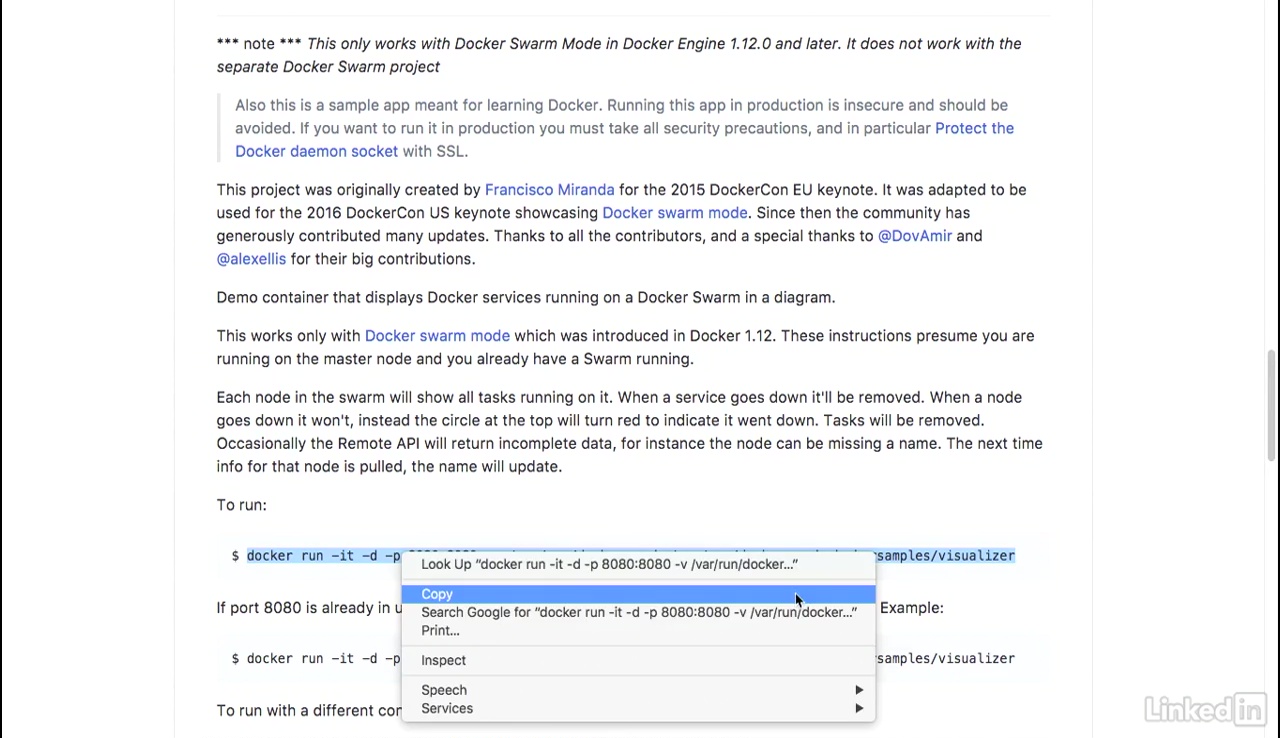 *** note *** This only works with Docker Swarm Mode in Docker Engine 1.12.0 and later. It does not work with the
separate Docker Swarm project
Also this is a sample app meant for learning Docker. Running this app in production is insecure and should be
avoided. If you want to run it in production you must take all security precautions, and in particular Protect the
Docker daemon socket with SSL.
This project was originally created by Francisco Miranda for the 2015 DockerCon EU keynote. It was adapted to be
used for the 2016 DockerCon US keynote showcasing Docker swarm mode. Since then the community has
generously contributed many updates. Thanks to all the contributors, and a special thanks to @DovAmir and
@alexellis for their big contributions.
Demo container that displays Docker services running on a Docker Swarm in a diagram.
This works only with Docker swarm mode which was introduced in Docker 1.12. These instructions presume you are
running on the master node and you already have a Swarm running.
Each node in the swarm will show all tasks running on it. When a service goes down it'll be removed. When a node
goes down it won't, instead the circle at the top will turn red to indicate it went down. Tasks will be removed.
Occasionally the Remote API will return incomplete data, for instance the node can be missing a name. The next time
info for that node is pulled, the name will update.
To run:
$ docker run -it -d -p samples/visualizer
Look Up “docker run -it -d -p 8080:8080 -v /var/run/docker...”
Copy
If port 8080 is already in u Example:
Search Google for “docker run -it -d -p 8080:8080 -v /var/run/docker...”
Print...
$ docker run -it -d -p samples/visualizer
Inspect
Speech
Services
To run with a different con
Linked in